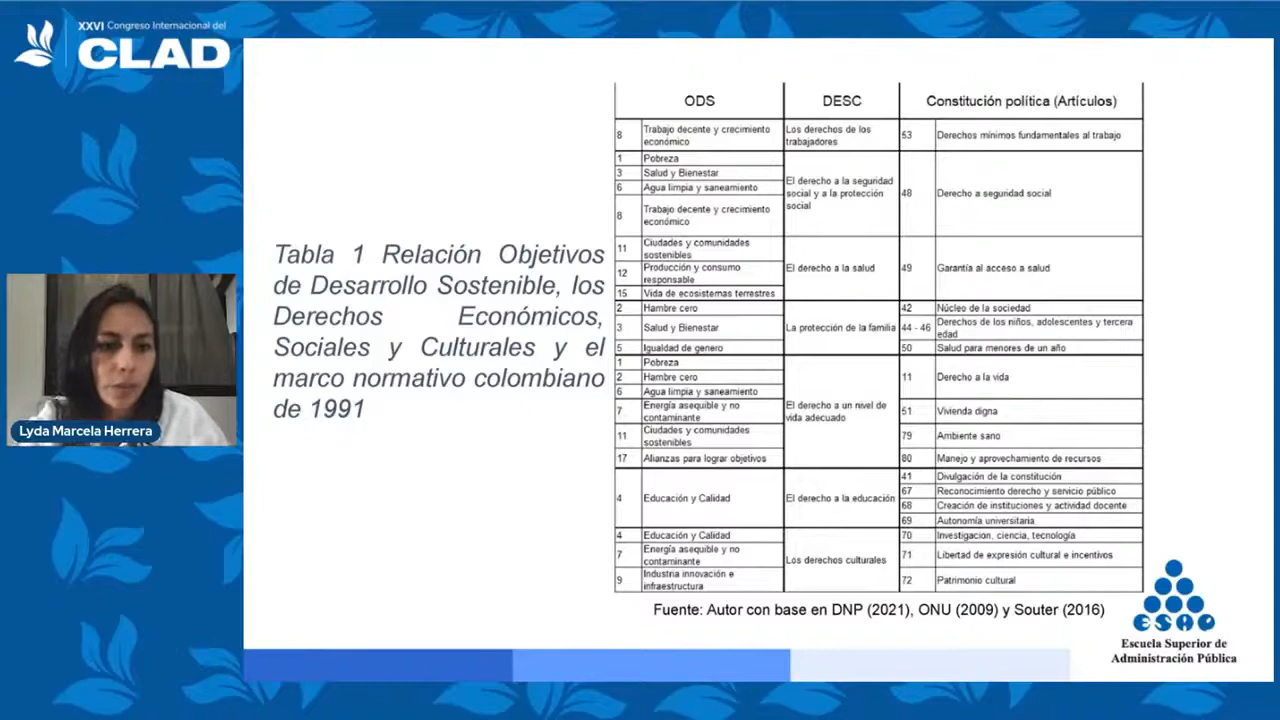 XXVI Congreso Internacional del
CLAD
Lyda Marcela Herrera
Tabla 1 Relación Objetivos
de Desarrollo Sostenible, los
Derechos Económicos,
Sociales y Culturales y el
marco normativo colombiano
de 1991
ODS DESC Constitución política (Artículos)
8 Trabajo decente y crecimiento económico Los derechos de los trabajadores 53 Derechos mínimos fundamentales al trabajo
1 Pobreza
3 Salud y Bienestar
6 Agua limpia y saneamiento
8 Trabajo decente y crecimiento económico
El derecho a la seguridad social y a la protección social
48 Derecho a seguridad social
11 Ciudades y comunidades sostenibles
12 Producción y consumo responsable
15 Vida de ecosistemas terrestres
El derecho a la salud
49 Garantía al acceso a salud
2 Hambre cero
3 Salud y Bienestar
5 Igualdad de genero
La protección de la familia
42 Núcleo de la sociedad
44 - 46 Derechos de los niños, adolescentes y tercera edad
50 Salud para menores de un año
1 Pobreza
2 Hambre cero
6 Agua limpia y saneamiento
7 Energía asequible y no contaminante
11 Ciudades y comunidades sostenibles
17 Alianzas para lograr objetivos
El derecho a un nivel de vida adecuado
11 Derecho a la vida
51 Vivienda digna
79 Ambiente sano
80 Manejo y aprovechamiento de recursos
4 Educación y Calidad
El derecho a la educación
41 Divulgación de la constitución
67 Reconocimiento derecho y servicio público
68 Creación de instituciones y actividad docente
69 Autonomía universitaria
4 Educación y Calidad
7 Energía asequible y no contaminante
9 Industria innovación e infraestructura
Los derechos culturales
70 Investigacion, ciencia, tecnología
71 Libertad de expresión cultural e incentivos
72 Patrimonio cultural
Fuente: Autor con base en DNP (2021), ONU (2009) y Souter (2016)
ESAP
Escuela Superior de
Administración Pública